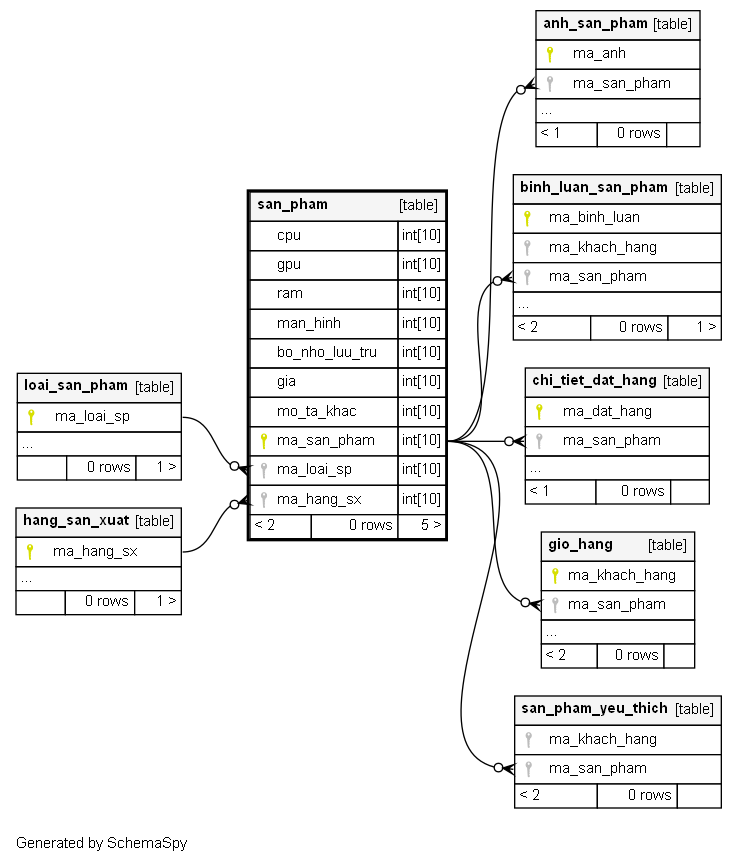 anh_san_pham [table]
ma_anh
ma_san_pham
...
< 1 0 rows
binh_luan_san_pham [table]
ma_binh_luan
ma_khach_hang
ma_san_pham
...
< 2 0 rows 1 >
san_pham [table]
cpu int[10]
gpu int[10]
ram int[10]
man_hinh int[10]
bo_nho_luu_tru int[10]
gia int[10]
mo_ta_khac int[10]
ma_san_pham int[10]
ma_loai_sp int[10]
ma_hang_sx int[10]
< 2 0 rows 5 >
loai_san_pham [table]
ma_loai_sp
...
0 rows 1 >
hang_san_xuat [table]
ma_hang_sx
...
0 rows 1 >
chi_tiet_dat_hang [table]
ma_dat_hang
ma_san_pham
...
< 1 0 rows
gio_hang [table]
ma_khach_hang
ma_san_pham
...
< 2 0 rows
san_pham_yeu_thich [table]
ma_khach_hang
ma_san_pham
< 2 0 rows
Generated by SchemaSpy